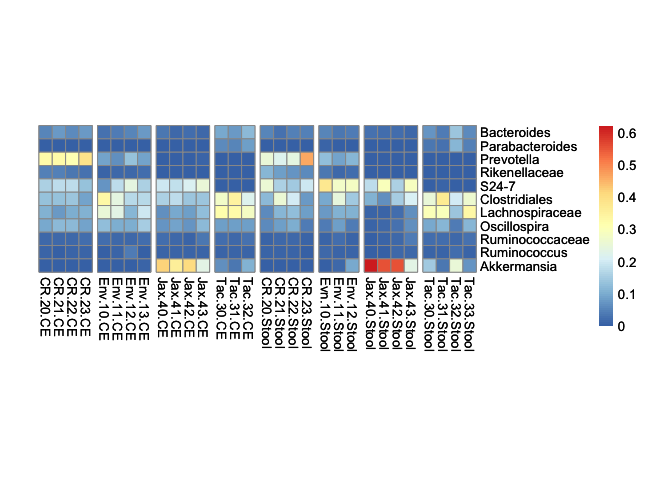 Bacteroides
Parabacteroides
Prevotella
Rikenellaceae
S24-7
Clostridiales
Lachnospiraceae
Oscillospira
Ruminococcaceae
Ruminococcus
Akkermansia
0.6
0.5
0.4
0.3
0.2
0.1
0
CR.20.CE
CR.21.CE
CR.22.CE
CR.23.CE
Env.10.CE
Env.11.CE
Env.12.CE
Env.13.CE
Jax.40.CE
Jax.41.CE
Jax.42.CE
Jax.43.CE
Tac.30.CE
Tac.31.CE
Tac.32.CE
CR.20.Stool
CR.21.Stool
CR.22.Stool
CR.23.Stool
Evn.10.Stool
Env.11.Stool
Env.12.Stool
Jax.40.Stool
Jax.41.Stool
Jax.42.Stool
Jax.43.Stool
Tac.30.Stool
Tac.31.Stool
Tac.32.Stool
Tac.33.Stool